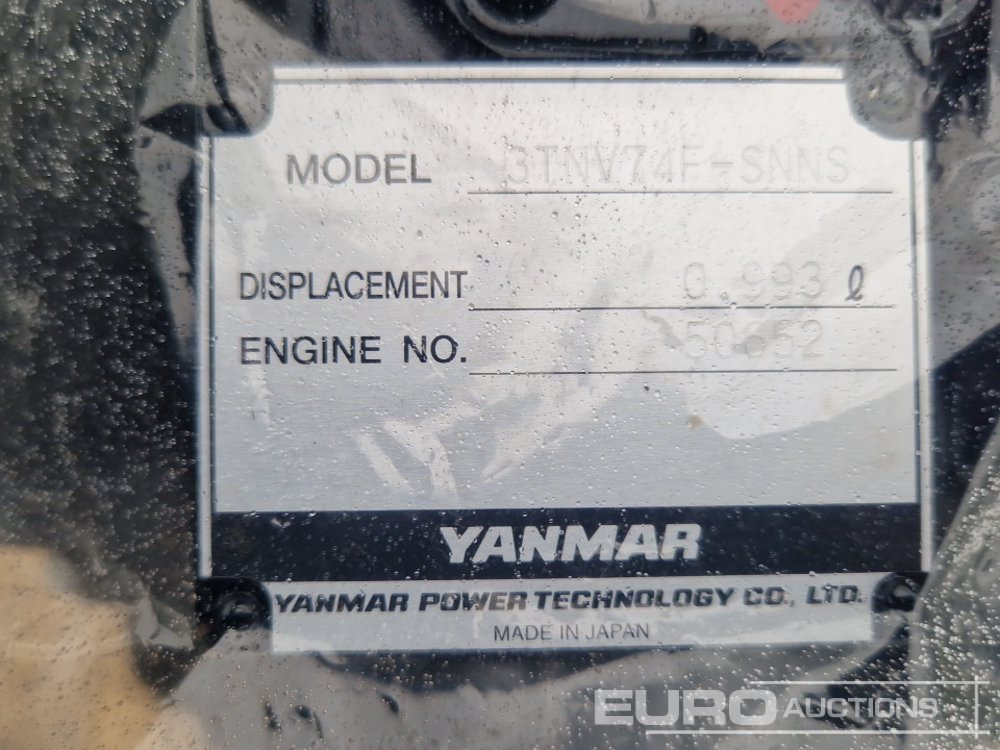 MODEL 3TNV74F-SNNS
DISPLACEMENT 0.993 ℓ
ENGINE NO. 50652
YANMAR
YANMAR POWER TECHNOLOGY CO., LTD.
MADE IN JAPAN
EURO AUCTIONS